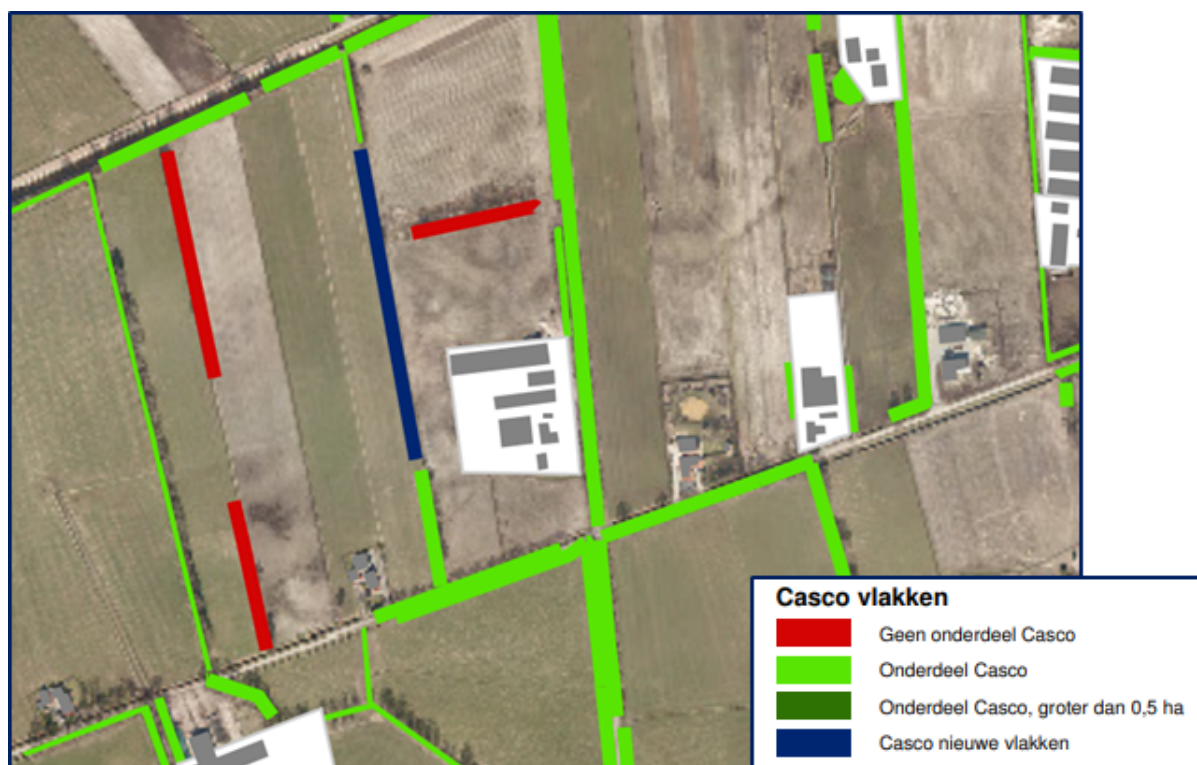 Casco vlakken
Geen onderdeel Casco
Onderdeel Casco
Onderdeel Casco, groter dan 0,5 ha
Casco nieuwe vlakken